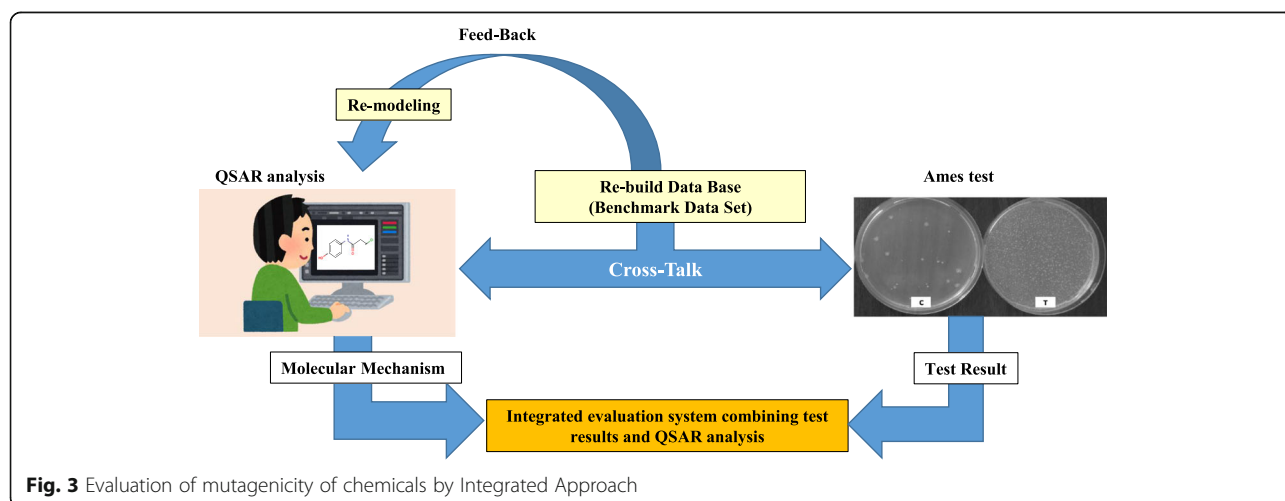 Feed-Back
Re-modeling
QSAR analysis
Re-build Data Base
(Benchmark Data Set)
Ames test
Cross-Talk
C
T
Molecular Mechanism
Test Result
Integrated evaluation system combining test
results and QSAR analysis
Fig. 3 Evaluation of mutagenicity of chemicals by Integrated Approach